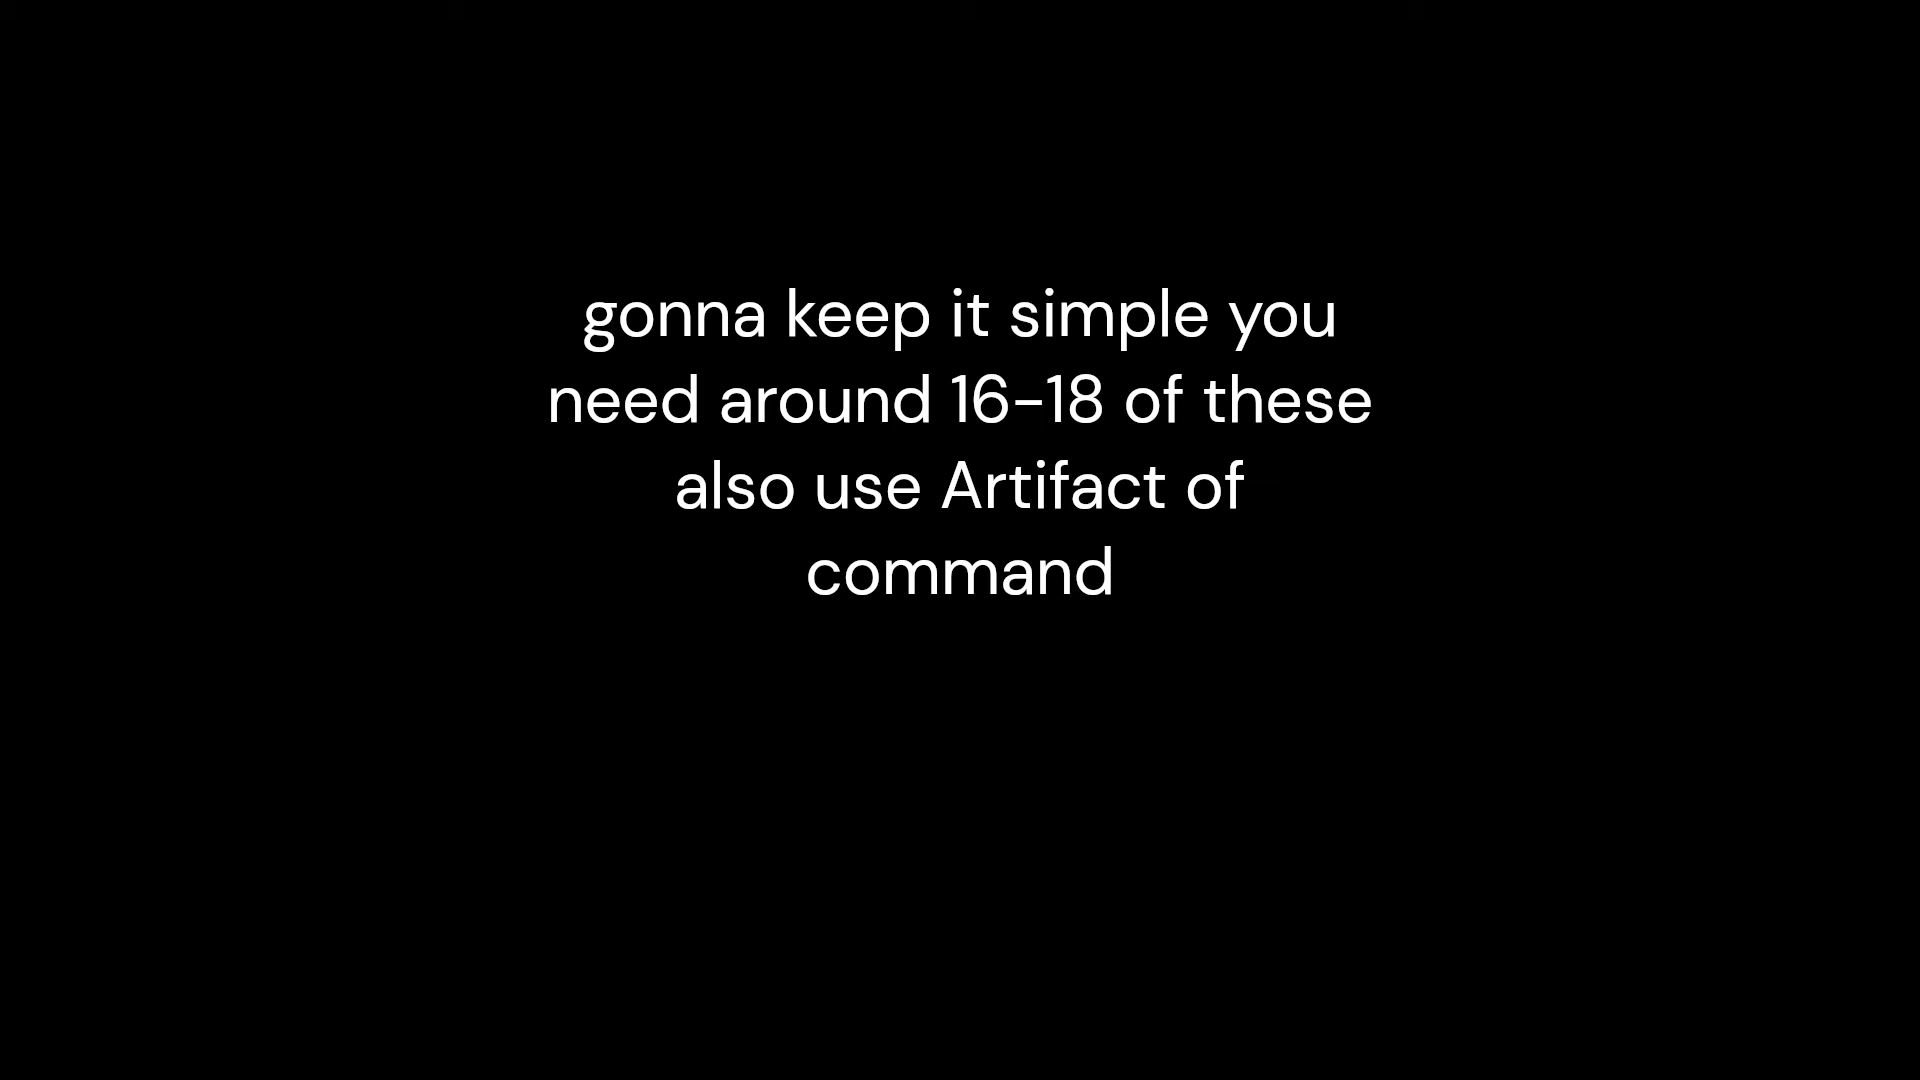 gonna keep it simple you
need around 16-18 of these
also use Artifact of
command